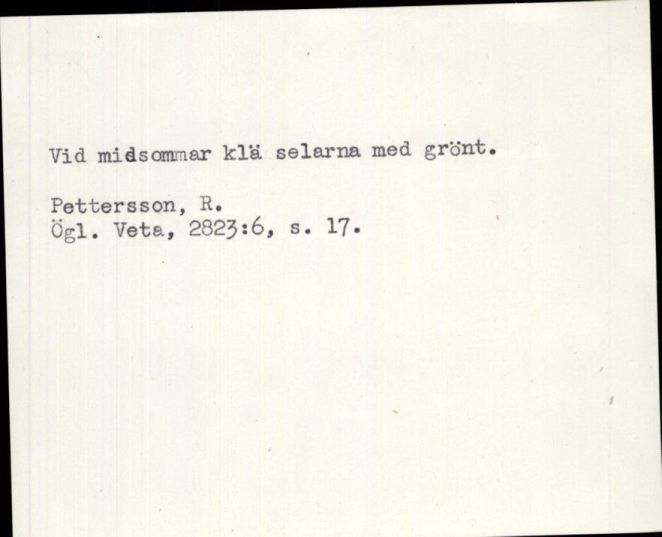 Vid midsommar klä selarna med grönt.
Pettersson, R.
Ögl. Veta, 2823:6, s. 17.